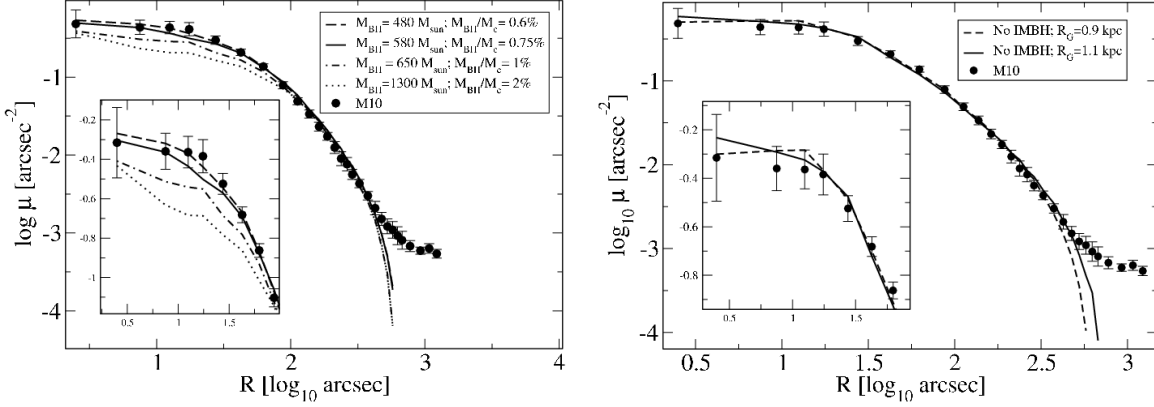 M_BH = 480 M_sun; M_BH/M_c = 0.6%
M_BH = 580 M_sun; M_BH/M_c = 0.75%
M_BH = 650 M_sun; M_BH/M_c = 1%
M_BH=1300 M_sun; M_BH/M_c = 2%
M10
-1
-2
-3
-4
log μ [arcsec^-2]
-0.2
-0.4
-0.6
-0.8
-1
0.5
1
1.5
0
1
2
3
4
R [log_10 arcsec]
No IMBH; R_G=0.9 kpc
No IMBH; R_G=1.1 kpc
M10
0
-1
-2
-3
-4
log_10 μ [arcsec^-2]
-0.2
-0.4
-0.6
-0.8
0.5
1
1.5
0.5
1
1.5
2
2.5
3
R [log_10 arcsec]